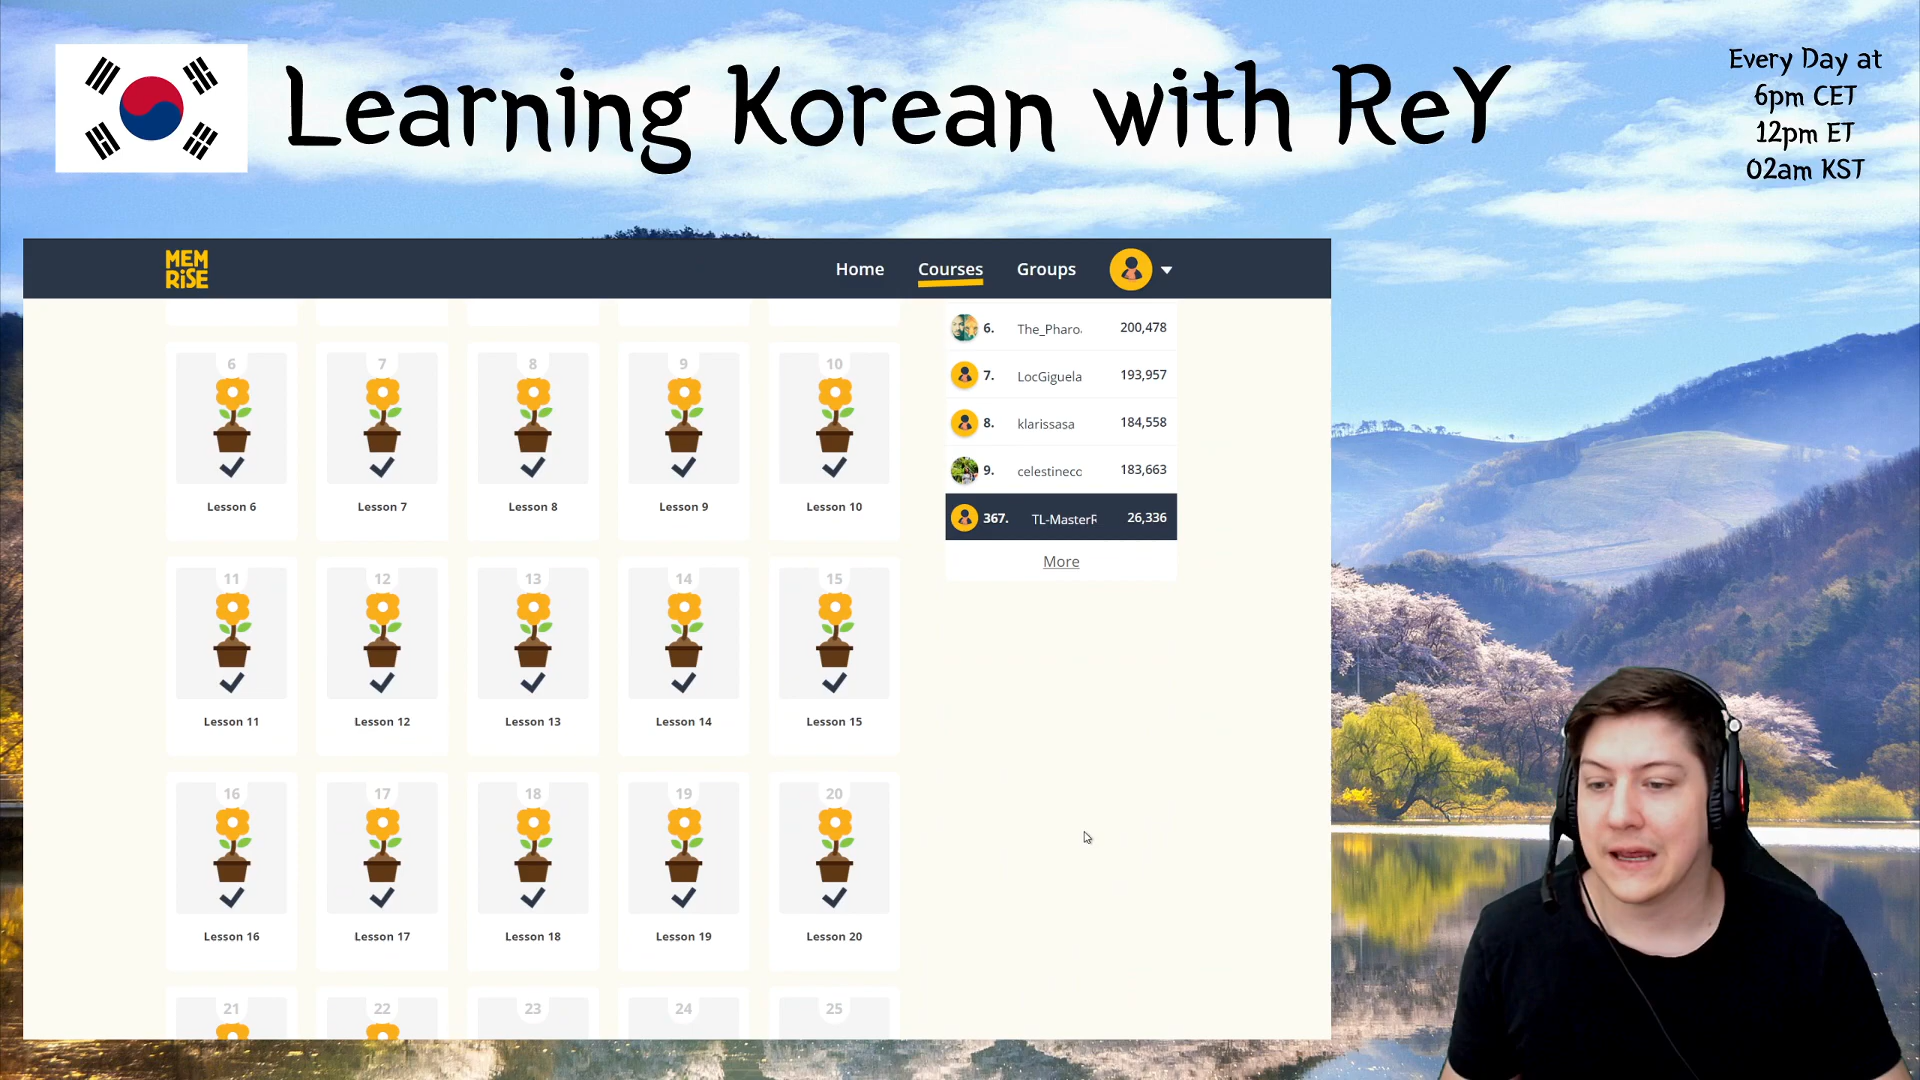 Learning Korean with ReY
Every Day at
6pm CET
12pm ET
02am KST
MEM
RiSE
Home
Courses
Groups
6
7
8
9
10
Lesson 6
Lesson 7
Lesson 8
Lesson 9
Lesson 10
11
12
13
14
15
Lesson 11
Lesson 12
Lesson 13
Lesson 14
Lesson 15
16
17
18
19
20
Lesson 16
Lesson 17
Lesson 18
Lesson 19
Lesson 20
21
22
23
24
25
6. The_Pharo 200,478
7. LocGiguela 193,957
8. klarissasa 184,558
9. celestinecc 183,663
367. TL-MasterF 26,336
More